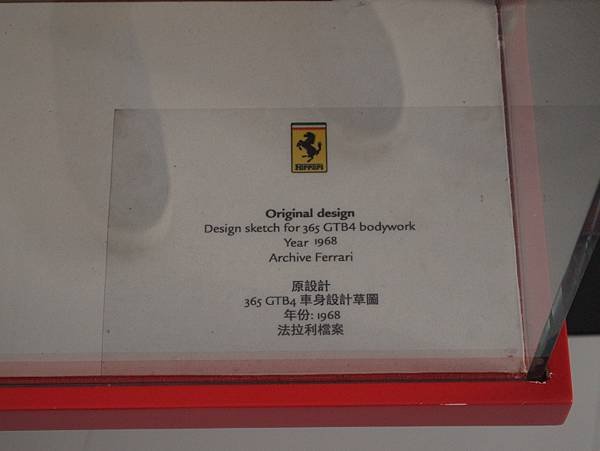 Ferrari
Original design
Design sketch for 365 GTB4 bodywork
Year 1968
Archive Ferrari
原設計
365 GTB4 車身設計草圖
年份: 1968
法拉利檔案